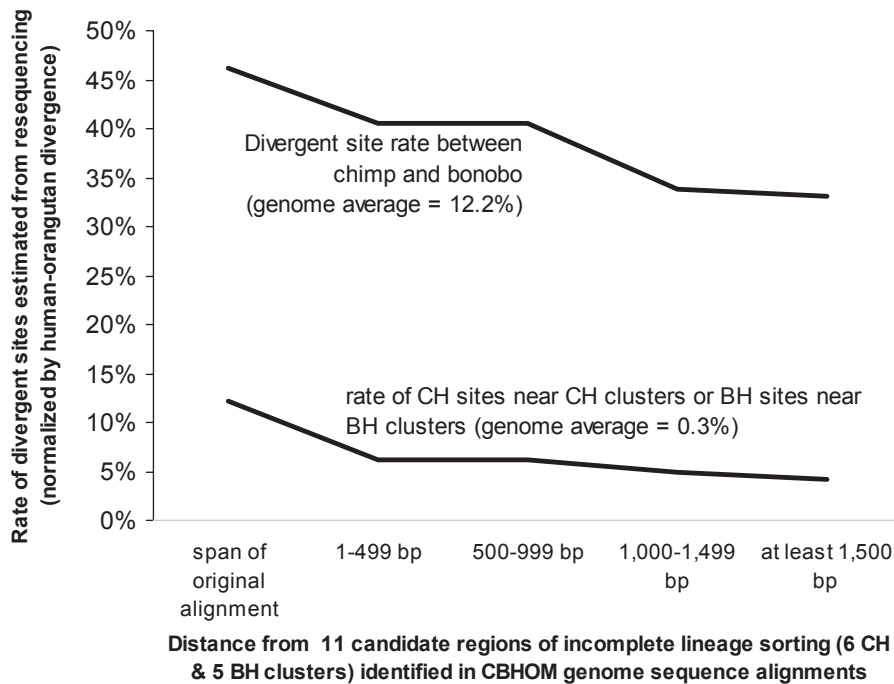 Rate of divergent sites estimated from resequencing
(normalized by human-orangutan divergence)
50%
45%
40%
35%
30%
25%
20%
15%
10%
5%
0%
Divergent site rate between
chimp and bonobo
(genome average = 12.2%)
rate of CH sites near CH clusters or BH sites near
BH clusters (genome average = 0.3%)
span of
original
alignment
1-499 bp
500-999 bp
1,000-1,499
bp
at least 1,500
bp
Distance from 11 candidate regions of incomplete lineage sorting (6 CH
& 5 BH clusters) identified in CBHOM genome sequence alignments